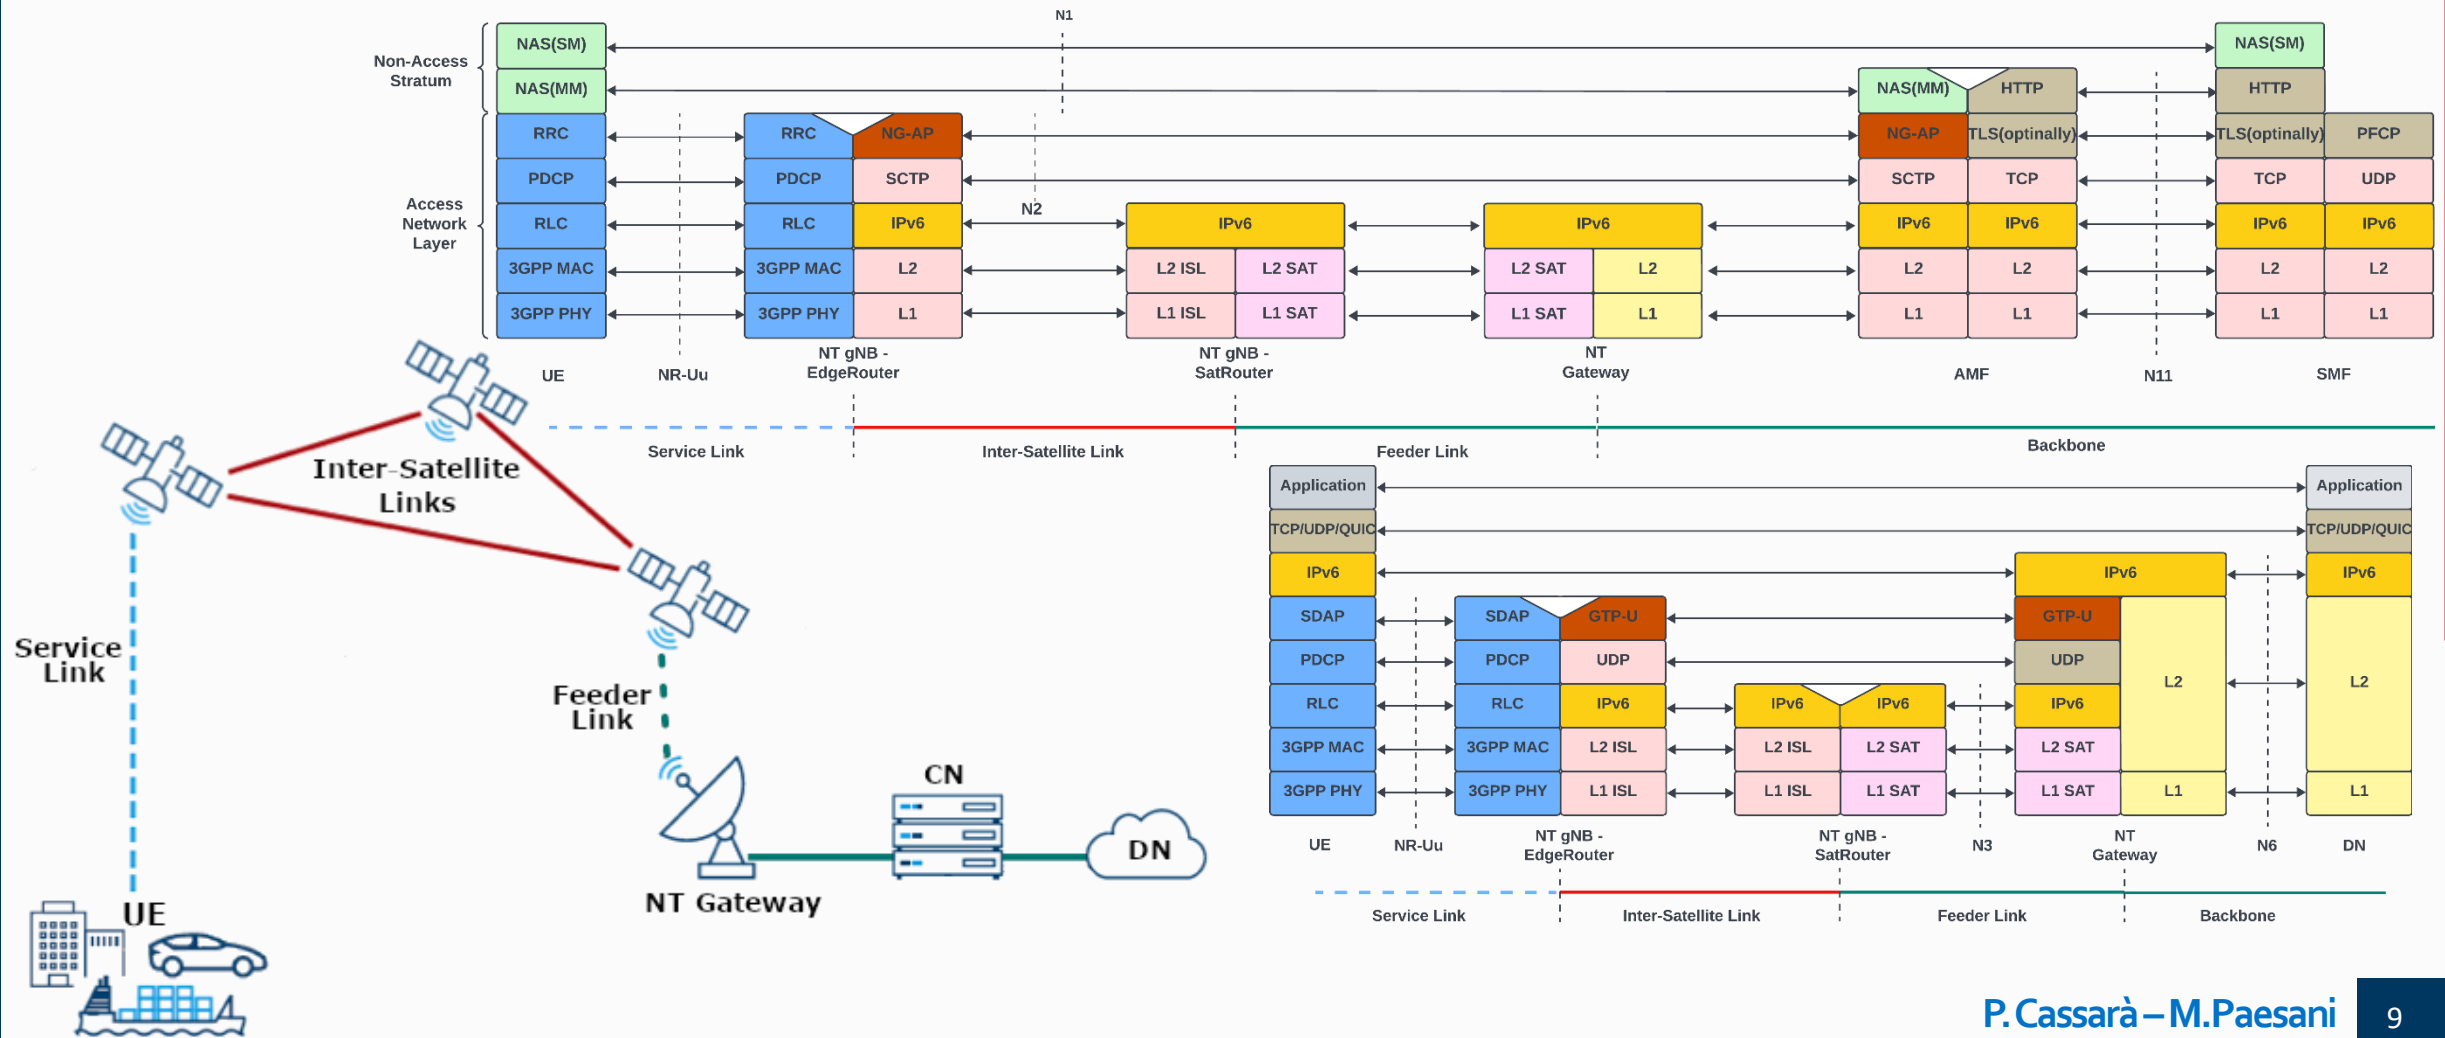 N1
NAS(SM)
NAS(SM)
Non-Access
Stratum
NAS(MM)
NAS(MM)
HTTP
HTTP
RRC
RRC
NG-AP
NG-AP
TLS(optinally)
TLS(optinally)
PFCP
PDCP
PDCP
SCTP
SCTP
TCP
TCP
UDP
Access
Network
Layer
N2
RLC
RLC
IPv6
IPv6
IPv6
IPv6
IPv6
IPv6
IPv6
3GPP MAC
3GPP MAC
L2
L2 ISL
L2 SAT
L2 SAT
L2
L2
L2
L2
L2
3GPP PHY
3GPP PHY
L1
L1 ISL
L1 SAT
L1 SAT
L1
L1
L1
L1
L1
UE
NR-Uu
NT gNB -
EdgeRouter
NT gNB -
SatRouter
NT
Gateway
AMF
N11
SMF
Service Link
Inter-Satellite Link
Feeder Link
Backbone
Inter-Satellite
Links
Service
Link
Feeder
Link
CN
DN
NT Gateway
UE
Application
Application
TCP/UDP/QUIC
TCP/UDP/QUIC
IPv6
IPv6
IPv6
SDAP
SDAP
GTP-U
GTP-U
PDCP
PDCP
UDP
UDP
L2
L2
RLC
RLC
IPv6
IPv6
IPv6
IPv6
3GPP MAC
3GPP MAC
L2 ISL
L2 ISL
L2 SAT
L2 SAT
3GPP PHY
3GPP PHY
L1 ISL
L1 ISL
L1 SAT
L1 SAT
L1
L1
UE
NR-Uu
NT gNB -
EdgeRouter
NT gNB -
SatRouter
N3
NT
Gateway
N6
DN
Service Link
Inter-Satellite Link
Feeder Link
Backbone
P. Cassarà – M.Paesani
9